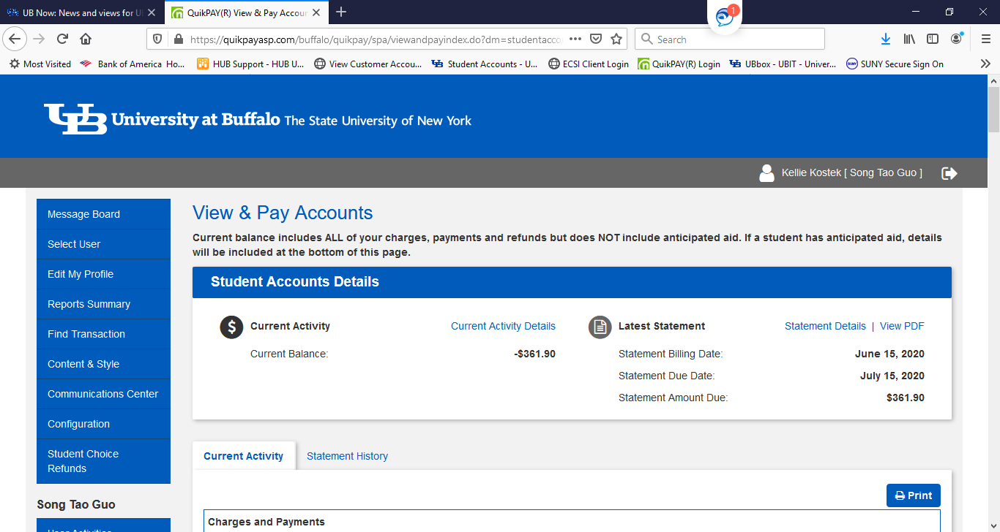 UB Now: News and views for U
QuikPAY(R) View & Pay Accour
1
https://quikpayasp.com/buffalo/quikpay/spa/viewandpayindex.do?dm=studentacco
Search
Most Visited
Bank of America Ho...
HUB Support - HUB U...
View Customer Accou...
Student Accounts - U...
ECSI Client Login
QuikPAY(R) Login
UBbox - UBIT - Univer...
SUNY Secure Sign On
UB University at Buffalo The State University of New York
Kellie Kostek [ Song Tao Guo ]
Message Board
Select User
Edit My Profile
Reports Summary
Find Transaction
Content & Style
Communications Center
Configuration
Student Choice
Refunds
Song Tao Guo
View & Pay Accounts
Current balance includes ALL of your charges, payments and refunds but does NOT include anticipated aid. If a student has anticipated aid, details
will be included at the bottom of this page.
Student Accounts Details
$ Current Activity Current Activity Details
Current Balance: -$361.90
Latest Statement Statement Details | View PDF
Statement Billing Date: June 15, 2020
Statement Due Date: July 15, 2020
Statement Amount Due: $361.90
Current Activity Statement History
Print
Charges and Payments